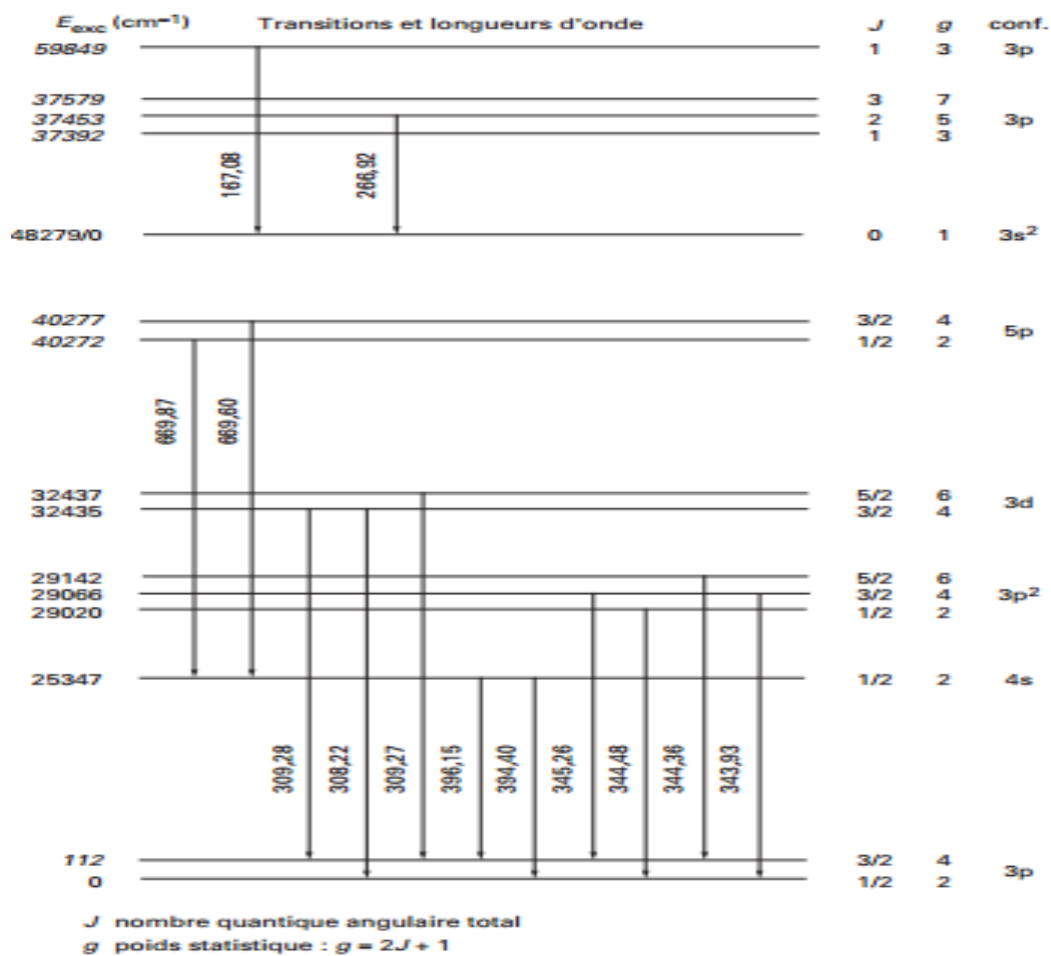 E_exc (cm⁻¹) Transitions et longueurs d'onde J g conf.
59849 1 3 3p
37579 3 7
37453 2 5 3p
37392 1 3
167,08 266,92
48279/0 0 1 3s²
40277 3/2 4 5p
40272 1/2 2
669,87 669,60
32437 5/2 6 3d
32435 3/2 4
29142 5/2 6
29066 3/2 4 3p²
29020 1/2 2
25347 1/2 2 4s
309,28 308,22 309,27 396,15 394,40 345,26 344,48 344,36 343,93
112 3/2 4 3p
0 1/2 2
J nombre quantique angulaire total
g poids statistique : g = 2J + 1